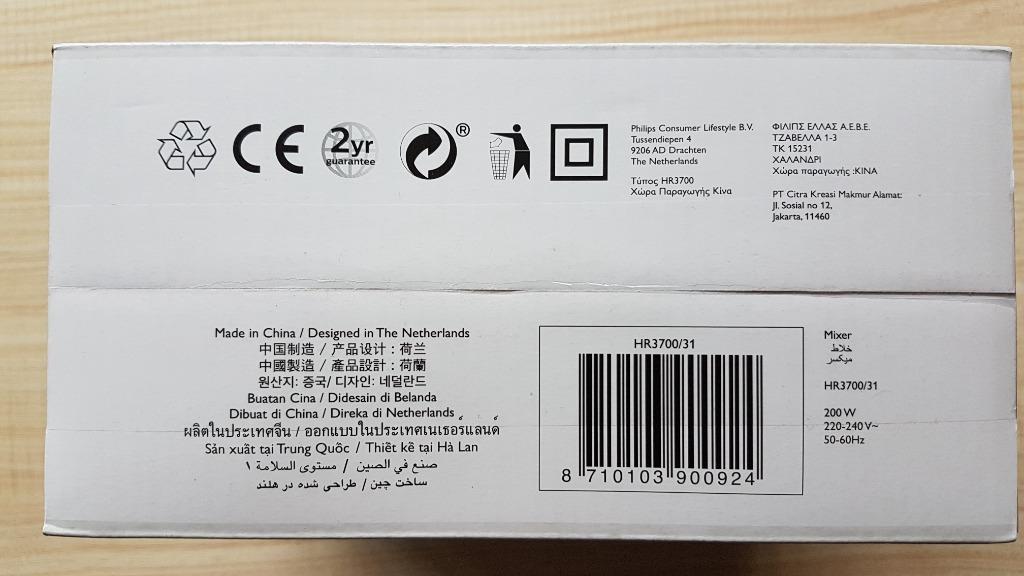 CE
2yr
guarantee
®
Philips Consumer Lifestyle B.V.
Tussendiepen 4
9206 AD Drachten
The Netherlands
Τύπος HR3700
Χώρα Παραγωγής Κίνα
ΦΙΛΙΠΣ ΕΛΛΑΣ Α.Ε.Β.Ε.
ΤΖΑΒΕΛΛΑ 1-3
ΤΚ 15231
ΧΑΛΑΝΔΡΙ
Χώρα παραγωγής :ΚΙΝΑ
PT Citra Kreasi Makmur Alamat:
Jl. Sosial no 12,
Jakarta, 11460
Made in China / Designed in The Netherlands
中国制造 / 产品设计：荷兰
中國製造 / 產品設計：荷蘭
원산지: 중국/ 디자인: 네덜란드
Buatan Cina / Didesain di Belanda
Dibuat di China / Direka di Netherlands
ผลิตในประเทศจีน / ออกแบบในประเทศเนเธอร์แลนด์
Sản xuất tại Trung Quốc / Thiết kế tại Hà Lan
صنع في الصين / مستوى السلامة ١
ساخت چین / طراحی شده در هلند
HR3700/31
8 710103 900924
Mixer
خلاط
میکسر
HR3700/31
200 W
220-240 V~
50-60Hz